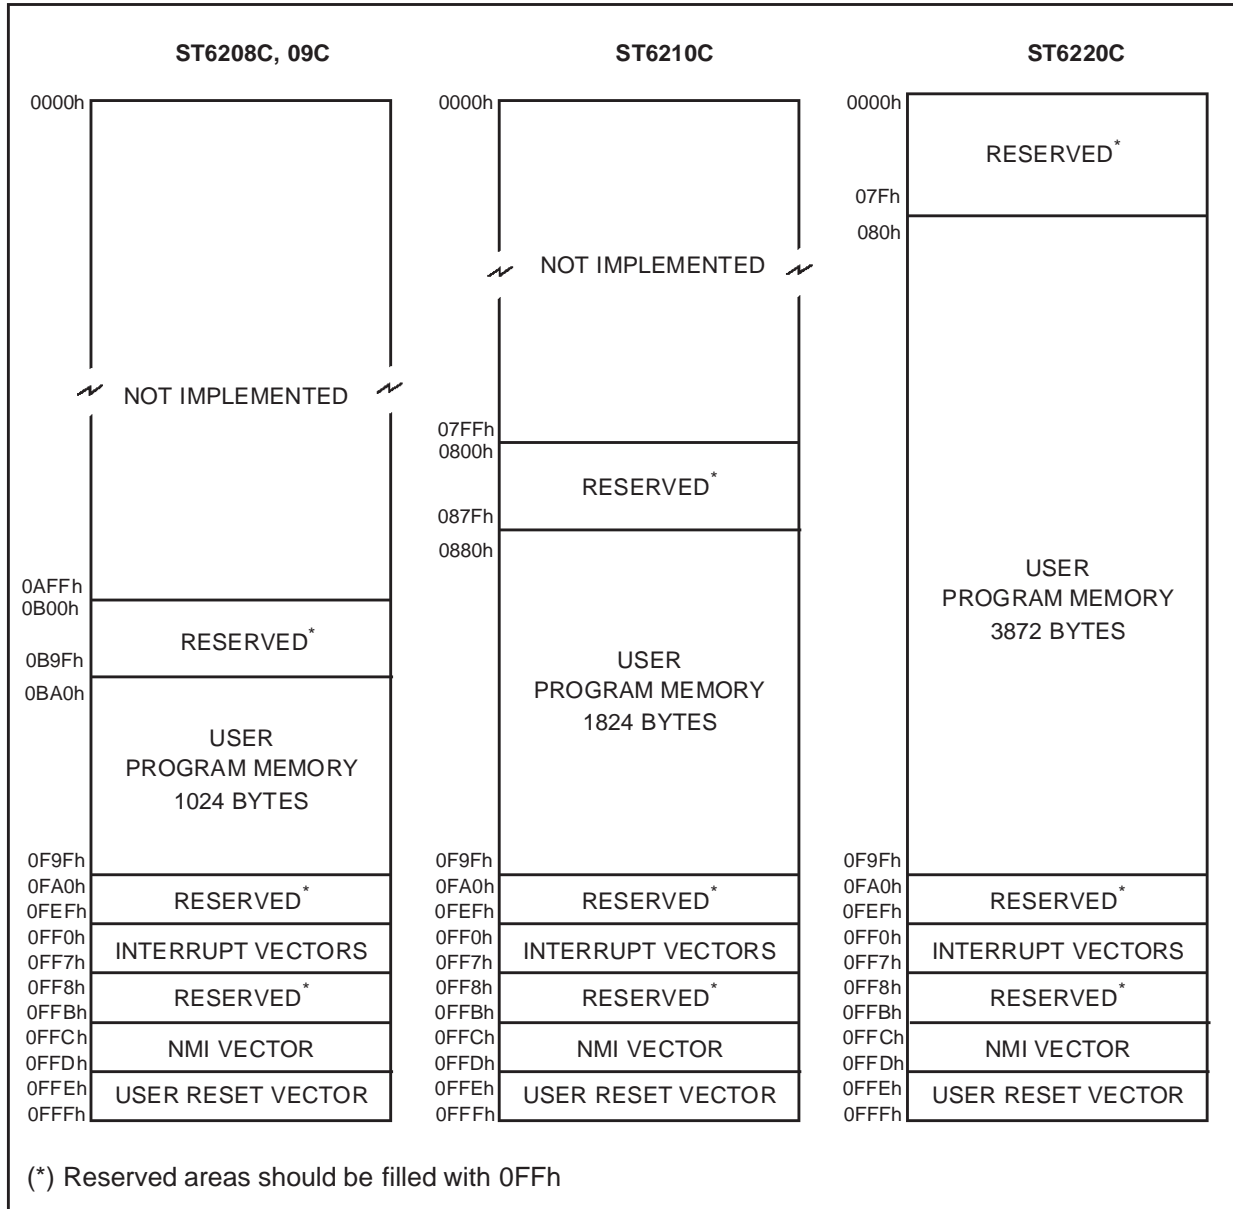 ST6208C, 09C
0000h
NOT IMPLEMENTED
0AFFh
0B00h
RESERVED*
0B9Fh
0BA0h
USER
PROGRAM MEMORY
1024 BYTES
0F9Fh
0FA0h
RESERVED*
0FEFh
0FF0h
INTERRUPT VECTORS
0FF7h
0FF8h
RESERVED*
0FFBh
0FFCh
NMI VECTOR
0FFDh
0FFEh
USER RESET VECTOR
0FFFh
ST6210C
0000h
NOT IMPLEMENTED
07FFh
0800h
RESERVED*
087Fh
0880h
USER
PROGRAM MEMORY
1824 BYTES
0F9Fh
0FA0h
RESERVED*
0FEFh
0FF0h
INTERRUPT VECTORS
0FF7h
0FF8h
RESERVED*
0FFBh
0FFCh
NMI VECTOR
0FFDh
0FFEh
USER RESET VECTOR
0FFFh
ST6220C
0000h
RESERVED*
07Fh
080h
USER
PROGRAM MEMORY
3872 BYTES
0F9Fh
0FA0h
RESERVED*
0FEFh
0FF0h
INTERRUPT VECTORS
0FF7h
0FF8h
RESERVED*
0FFBh
0FFCh
NMI VECTOR
0FFDh
0FFEh
USER RESET VECTOR
0FFFh
(*) Reserved areas should be filled with 0FFh